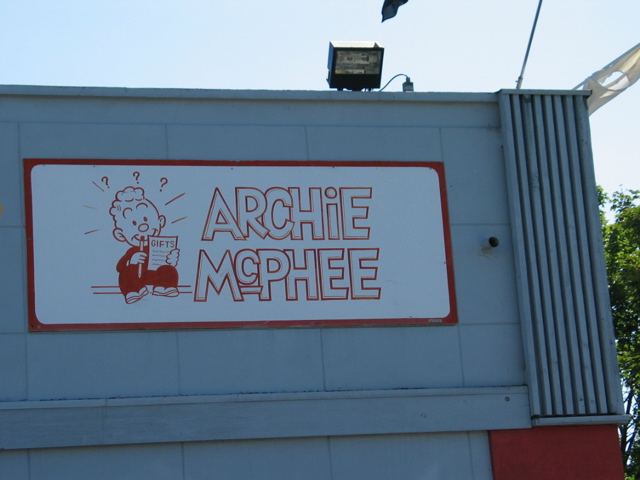 ? ? ?
GIFTS
ARCHiE
McPHEE